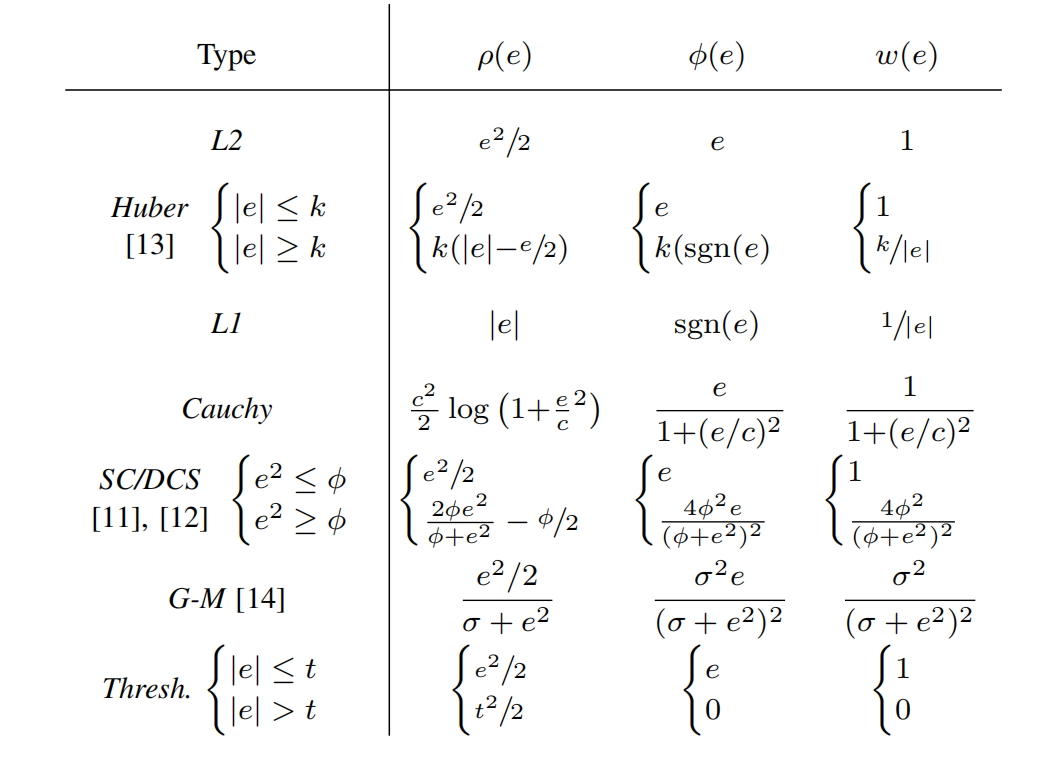 Type ρ(e) ϕ(e) w(e)
L2 e²/2 e 1
Huber [13] { |e| ≤ k { e²/2 { e { 1
|e| ≥ k k(|e|−e/2) k(sgn(e) k/|e|
L1 |e| sgn(e) 1/|e|
Cauchy c²/2 log (1+e/c ²) e/(1+(e/c)²) 1/(1+(e/c)²)
SC/DCS [11], [12] { e² ≤ ϕ { e²/2 { e { 1
e² ≥ ϕ 2ϕe²/(ϕ+e²) − ϕ/2 4ϕ²e/(ϕ+e²)² 4ϕ²/(ϕ+e²)²
G-M [14] (e²/2)/(σ + e²) σ²e/(σ + e²)² σ²/(σ + e²)²
Thresh. { |e| ≤ t { e²/2 { e { 1
|e| > t t²/2 0 0